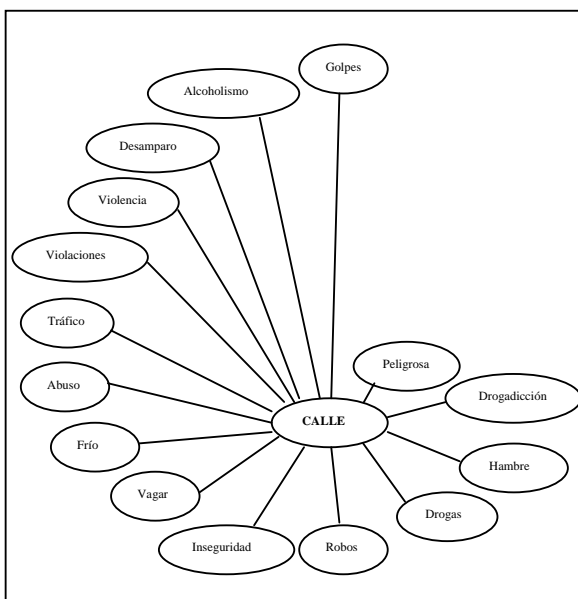 Golpes
Alcoholismo
Desamparo
Violencia
Violaciones
Tráfico
Peligrosa
Abuso
Drogadicción
CALLE
Frío
Hambre
Vagar
Drogas
Inseguridad
Robos